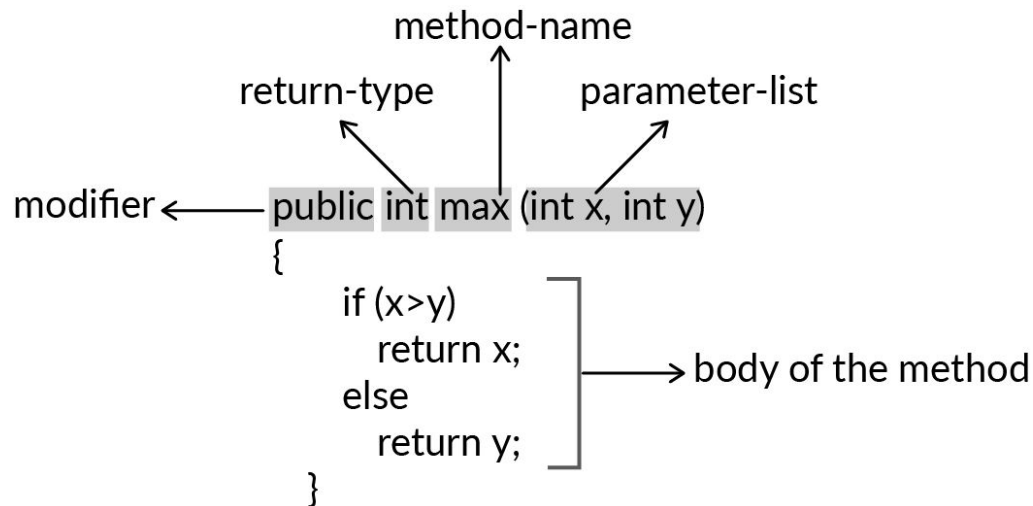 method-name
return-type
parameter-list
modifier
public int max (int x, int y)
{
if (x>y)
return x;
else
return y;
}
body of the method